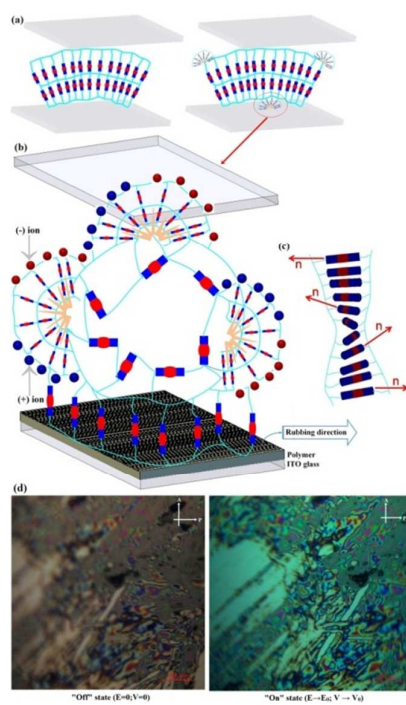 (a)
(b)
(-) ion
(c)
n
n
n
n
(+) ion
Rubbing direction
Polymer
ITO glass
(d)
A
P
A
P
"Off" state (E=0;V=0)
"On" state (E→E₀; V → V₀)